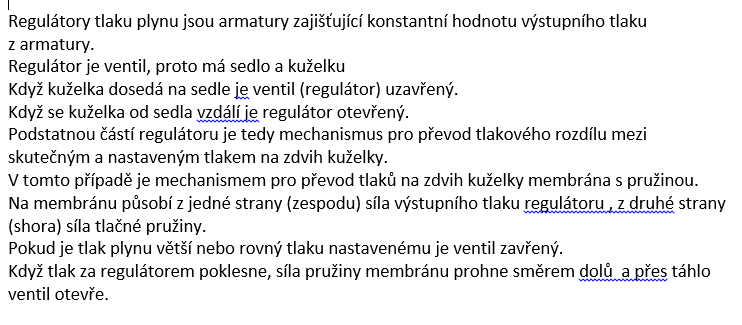 Regulátory tlaku plynu jsou armatury zajišťující konstantní hodnotu výstupního tlaku
z armatury.
Regulátor je ventil, proto má sedlo a kuželku
Když kuželka dosedá na sedle je ventil (regulátor) uzavřený.
Když se kuželka od sedla vzdálí je regulátor otevřený.
Podstatnou částí regulátoru je tedy mechanismus pro převod tlakového rozdílu mezi
skutečným a nastaveným tlakem na zdvih kuželky.
V tomto případě je mechanismem pro převod tlaků na zdvih kuželky membrána s pružinou.
Na membránu působí z jedné strany (zespodu) síla výstupního tlaku regulátoru , z druhé strany
(shora) síla tlačné pružiny.
Pokud je tlak plynu větší nebo rovný tlaku nastavenému je ventil zavřený.
Když tlak za regulátorem poklesne, síla pružiny membránu prohne směrem dolů  a přes táhlo
ventil otevře.